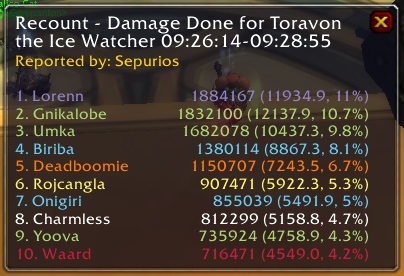 Recount - Damage Done for Toravon
the Ice Watcher 09:26:14-09:28:55
Reported by: Sepurios
1. Lorenn 1884167 (11934.9, 11%)
2. Gnikalobe 1832100 (12137.9, 10.7%)
3. Umka 1682078 (10437.3, 9.8%)
4. Biriba 1380114 (8867.3, 8.1%)
5. Deadboomie 1150707 (7243.5, 6.7%)
6. Rojcangla 907471 (5922.3, 5.3%)
7. Onigiri 855039 (5491.9, 5%)
8. Charmless 812299 (5158.8, 4.7%)
9. Yoova 735924 (4758.9, 4.3%)
10. Waard 716471 (4549.0, 4.2%)